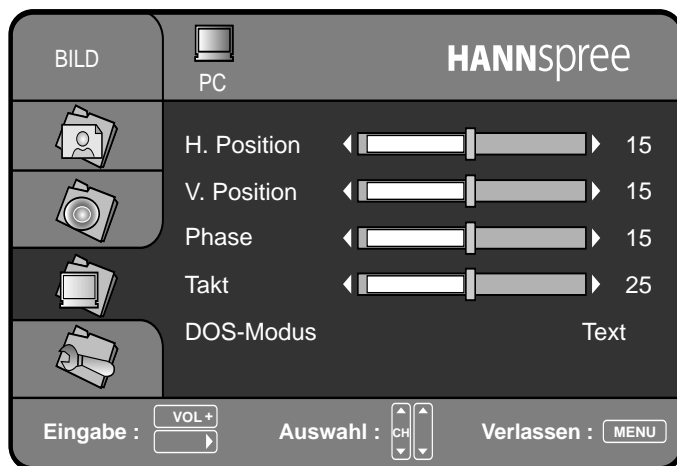 BILD
PC
HANNspree
H. Position 15
V. Position 15
Phase 15
Takt 25
DOS-Modus Text
Eingabe : VOL+ Auswahl : CH Verlassen : MENU